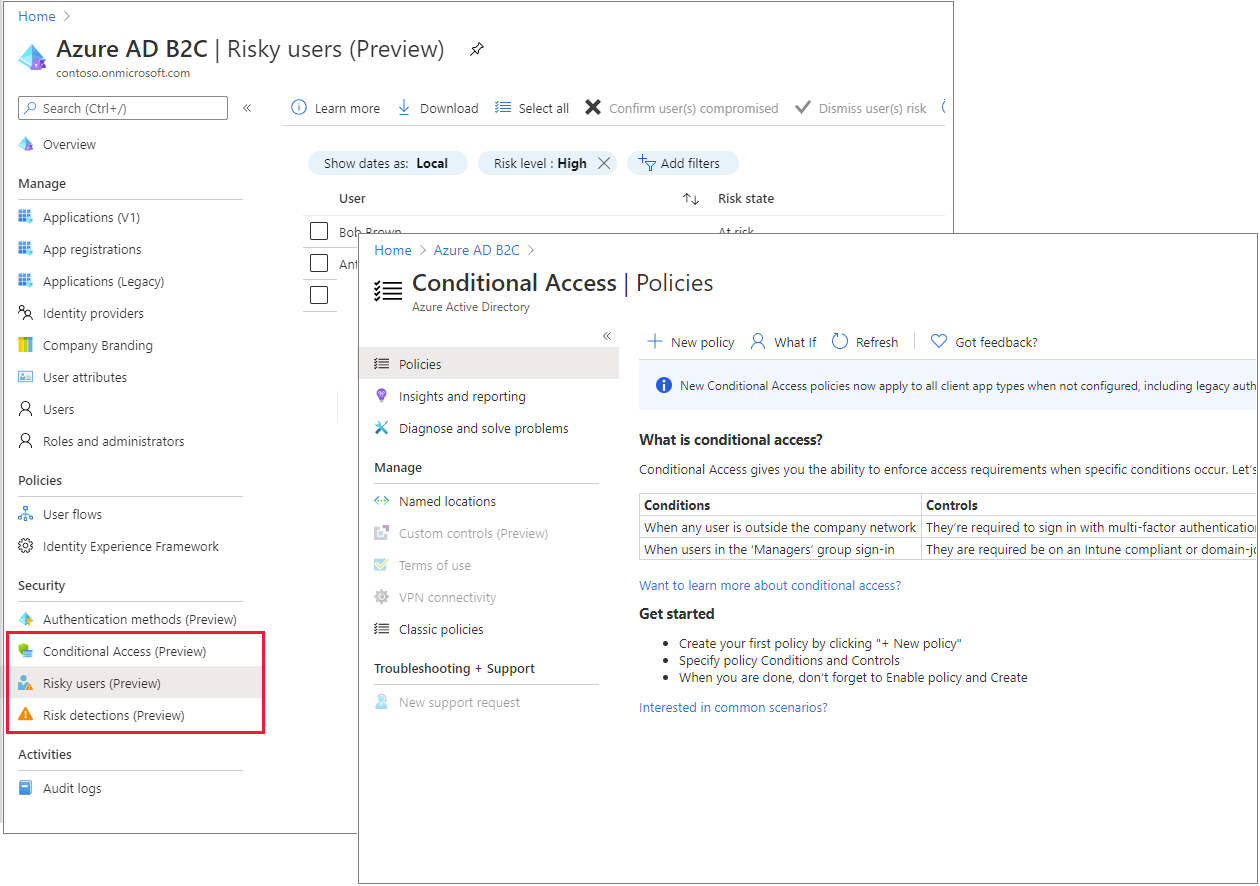 Home
Azure AD B2C | Risky users (Preview)
contoso.onmicrosoft.com
Search (Ctrl+/)
Overview
Manage
Applications (V1)
App registrations
Applications (Legacy)
Identity providers
Company Branding
User attributes
Users
Roles and administrators
Policies
User flows
Identity Experience Framework
Security
Authentication methods (Preview)
Conditional Access (Preview)
Risky users (Preview)
Risk detections (Preview)
Activities
Audit logs
Learn more Download Select all Confirm user(s) compromised Dismiss user(s) risk
Show dates as: Local Risk level : High Add filters
User Risk state
Bob Brown At risk
Ant
Home > Azure AD B2C >
Conditional Access | Policies
Azure Active Directory
Policies
Insights and reporting
Diagnose and solve problems
Manage
Named locations
Custom controls (Preview)
Terms of use
VPN connectivity
Classic policies
Troubleshooting + Support
New support request
New policy What If Refresh Got feedback?
New Conditional Access policies now apply to all client app types when not configured, including legacy auth
What is conditional access?
Conditional Access gives you the ability to enforce access requirements when specific conditions occur. Let's
Conditions Controls
When any user is outside the company network They're required to sign in with multi-factor authentication
When users in the 'Managers' group sign-in They are required be on an Intune compliant or domain-jo
Want to learn more about conditional access?
Get started
Create your first policy by clicking "+ New policy"
Specify policy Conditions and Controls
When you are done, don't forget to Enable policy and Create
Interested in common scenarios?